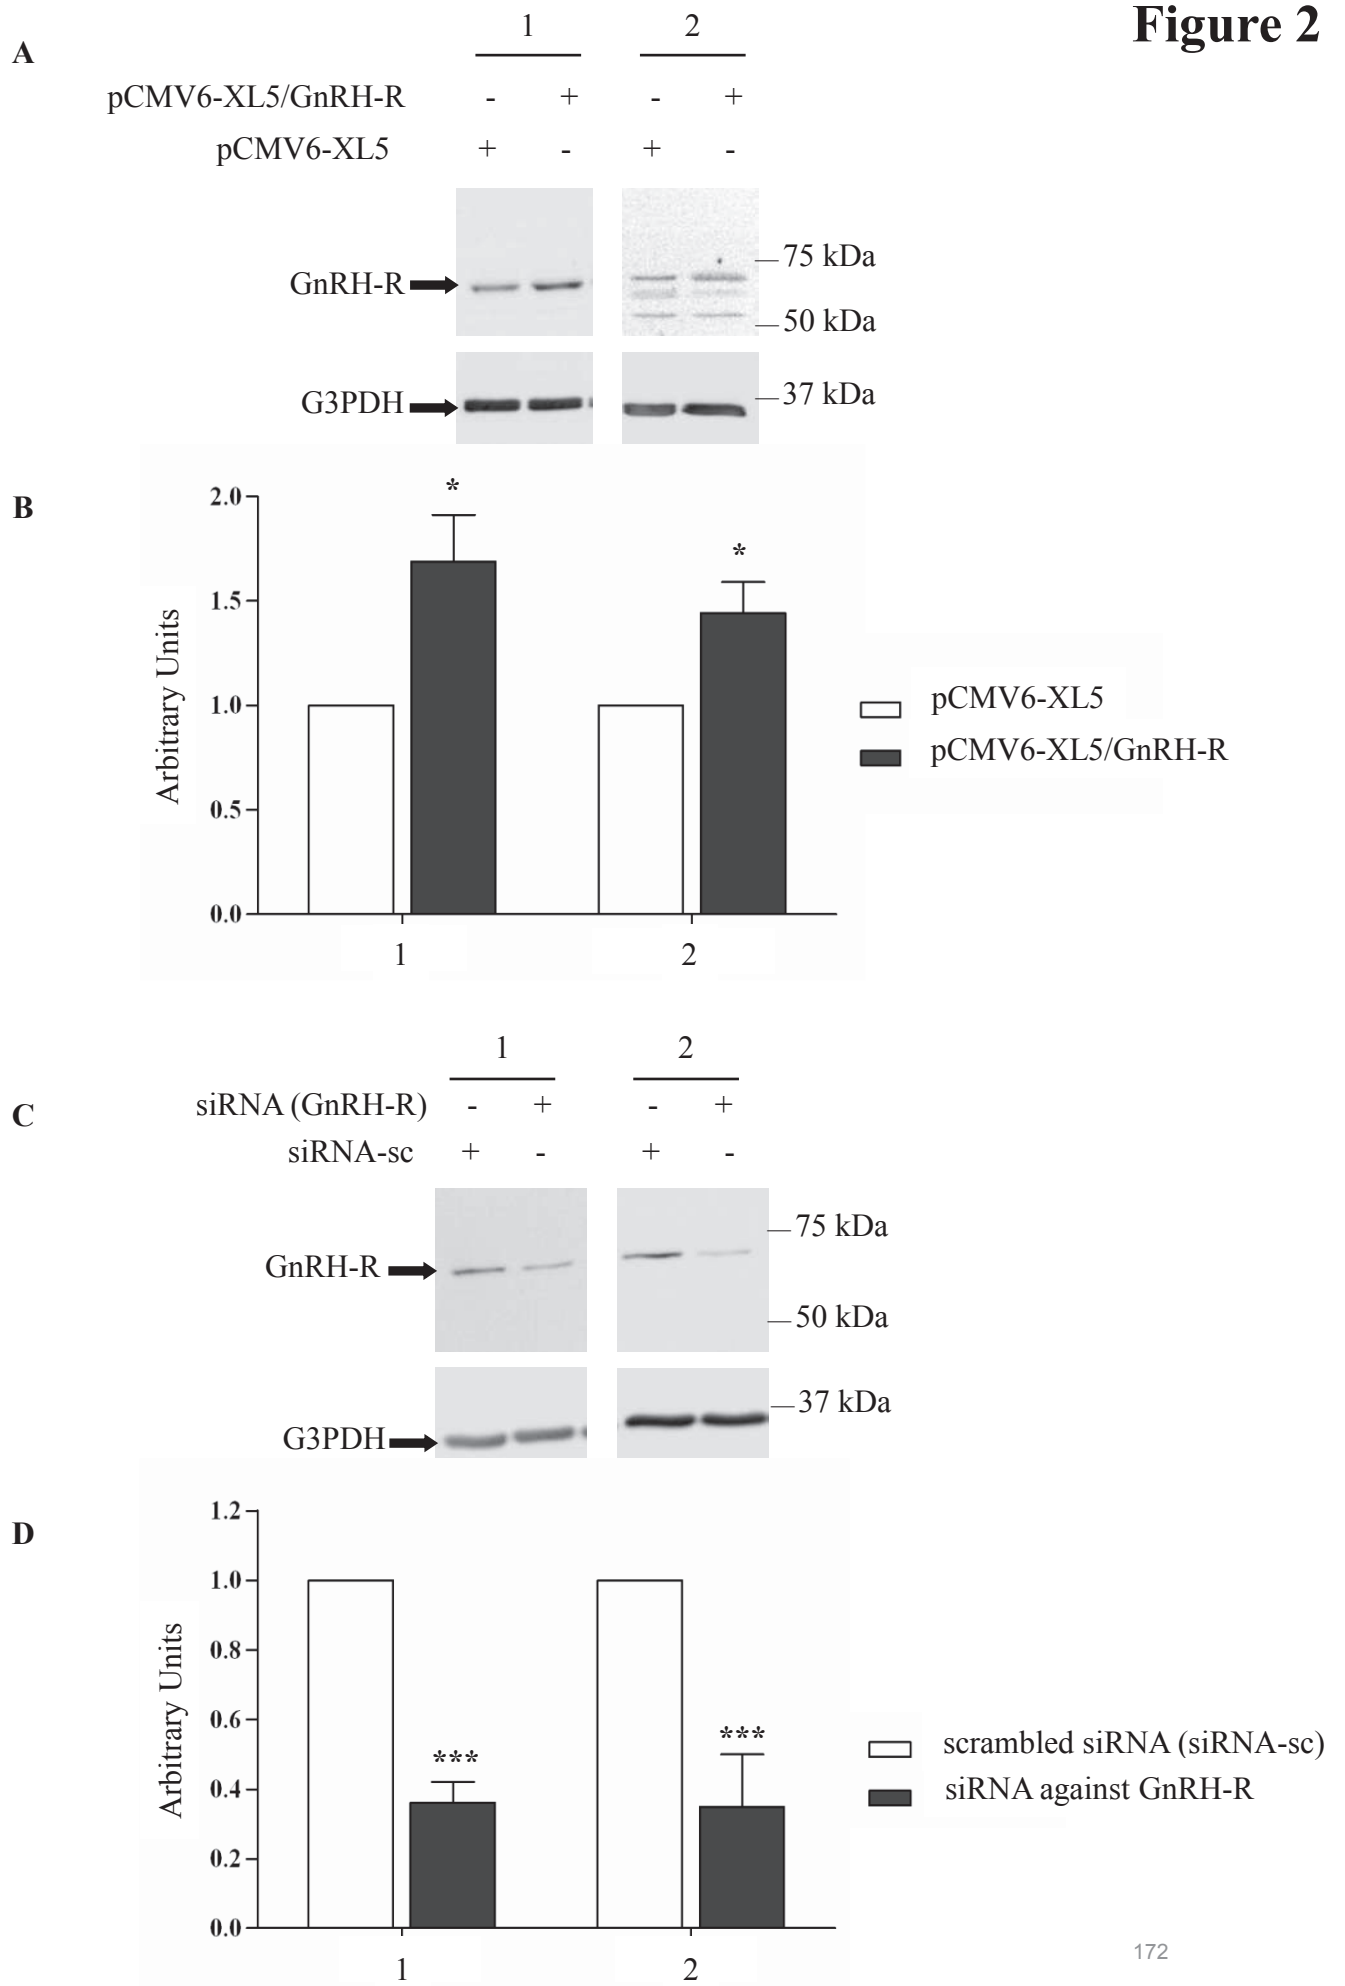 Figure 2
A
1 2
pCMV6-XL5/GnRH-R - + - +
pCMV6-XL5 + - + -
75 kDa
GnRH-R
50 kDa
37 kDa
G3PDH
B
2.0
*
*
1.5
1.0
0.5
0.0
Arbitrary Units
1 2
pCMV6-XL5
pCMV6-XL5/GnRH-R
1 2
C
siRNA (GnRH-R) - + - +
siRNA-sc + - + -
75 kDa
GnRH-R
50 kDa
37 kDa
G3PDH
D
1.2
1.0
0.8
0.6
0.4
0.2
0.0
Arbitrary Units
***
***
1 2
scrambled siRNA (siRNA-sc)
siRNA against GnRH-R
172